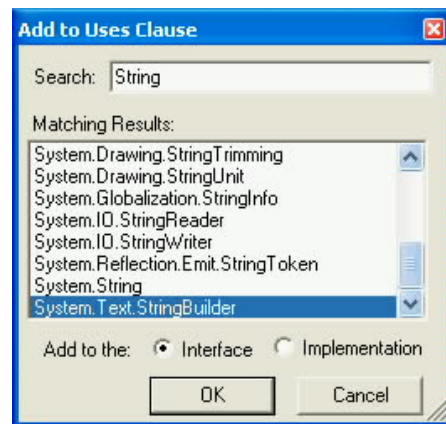 Add to Uses Clause
Search: String
Matching Results:
System.Drawing.StringTrimming
System.Drawing.StringUnit
System.Globalization.StringInfo
System.IO.StringReader
System.IO.StringWriter
System.Reflection.Emit.StringToken
System.String
System.Text.StringBuilder
Add to the: Interface Implementation
OK Cancel